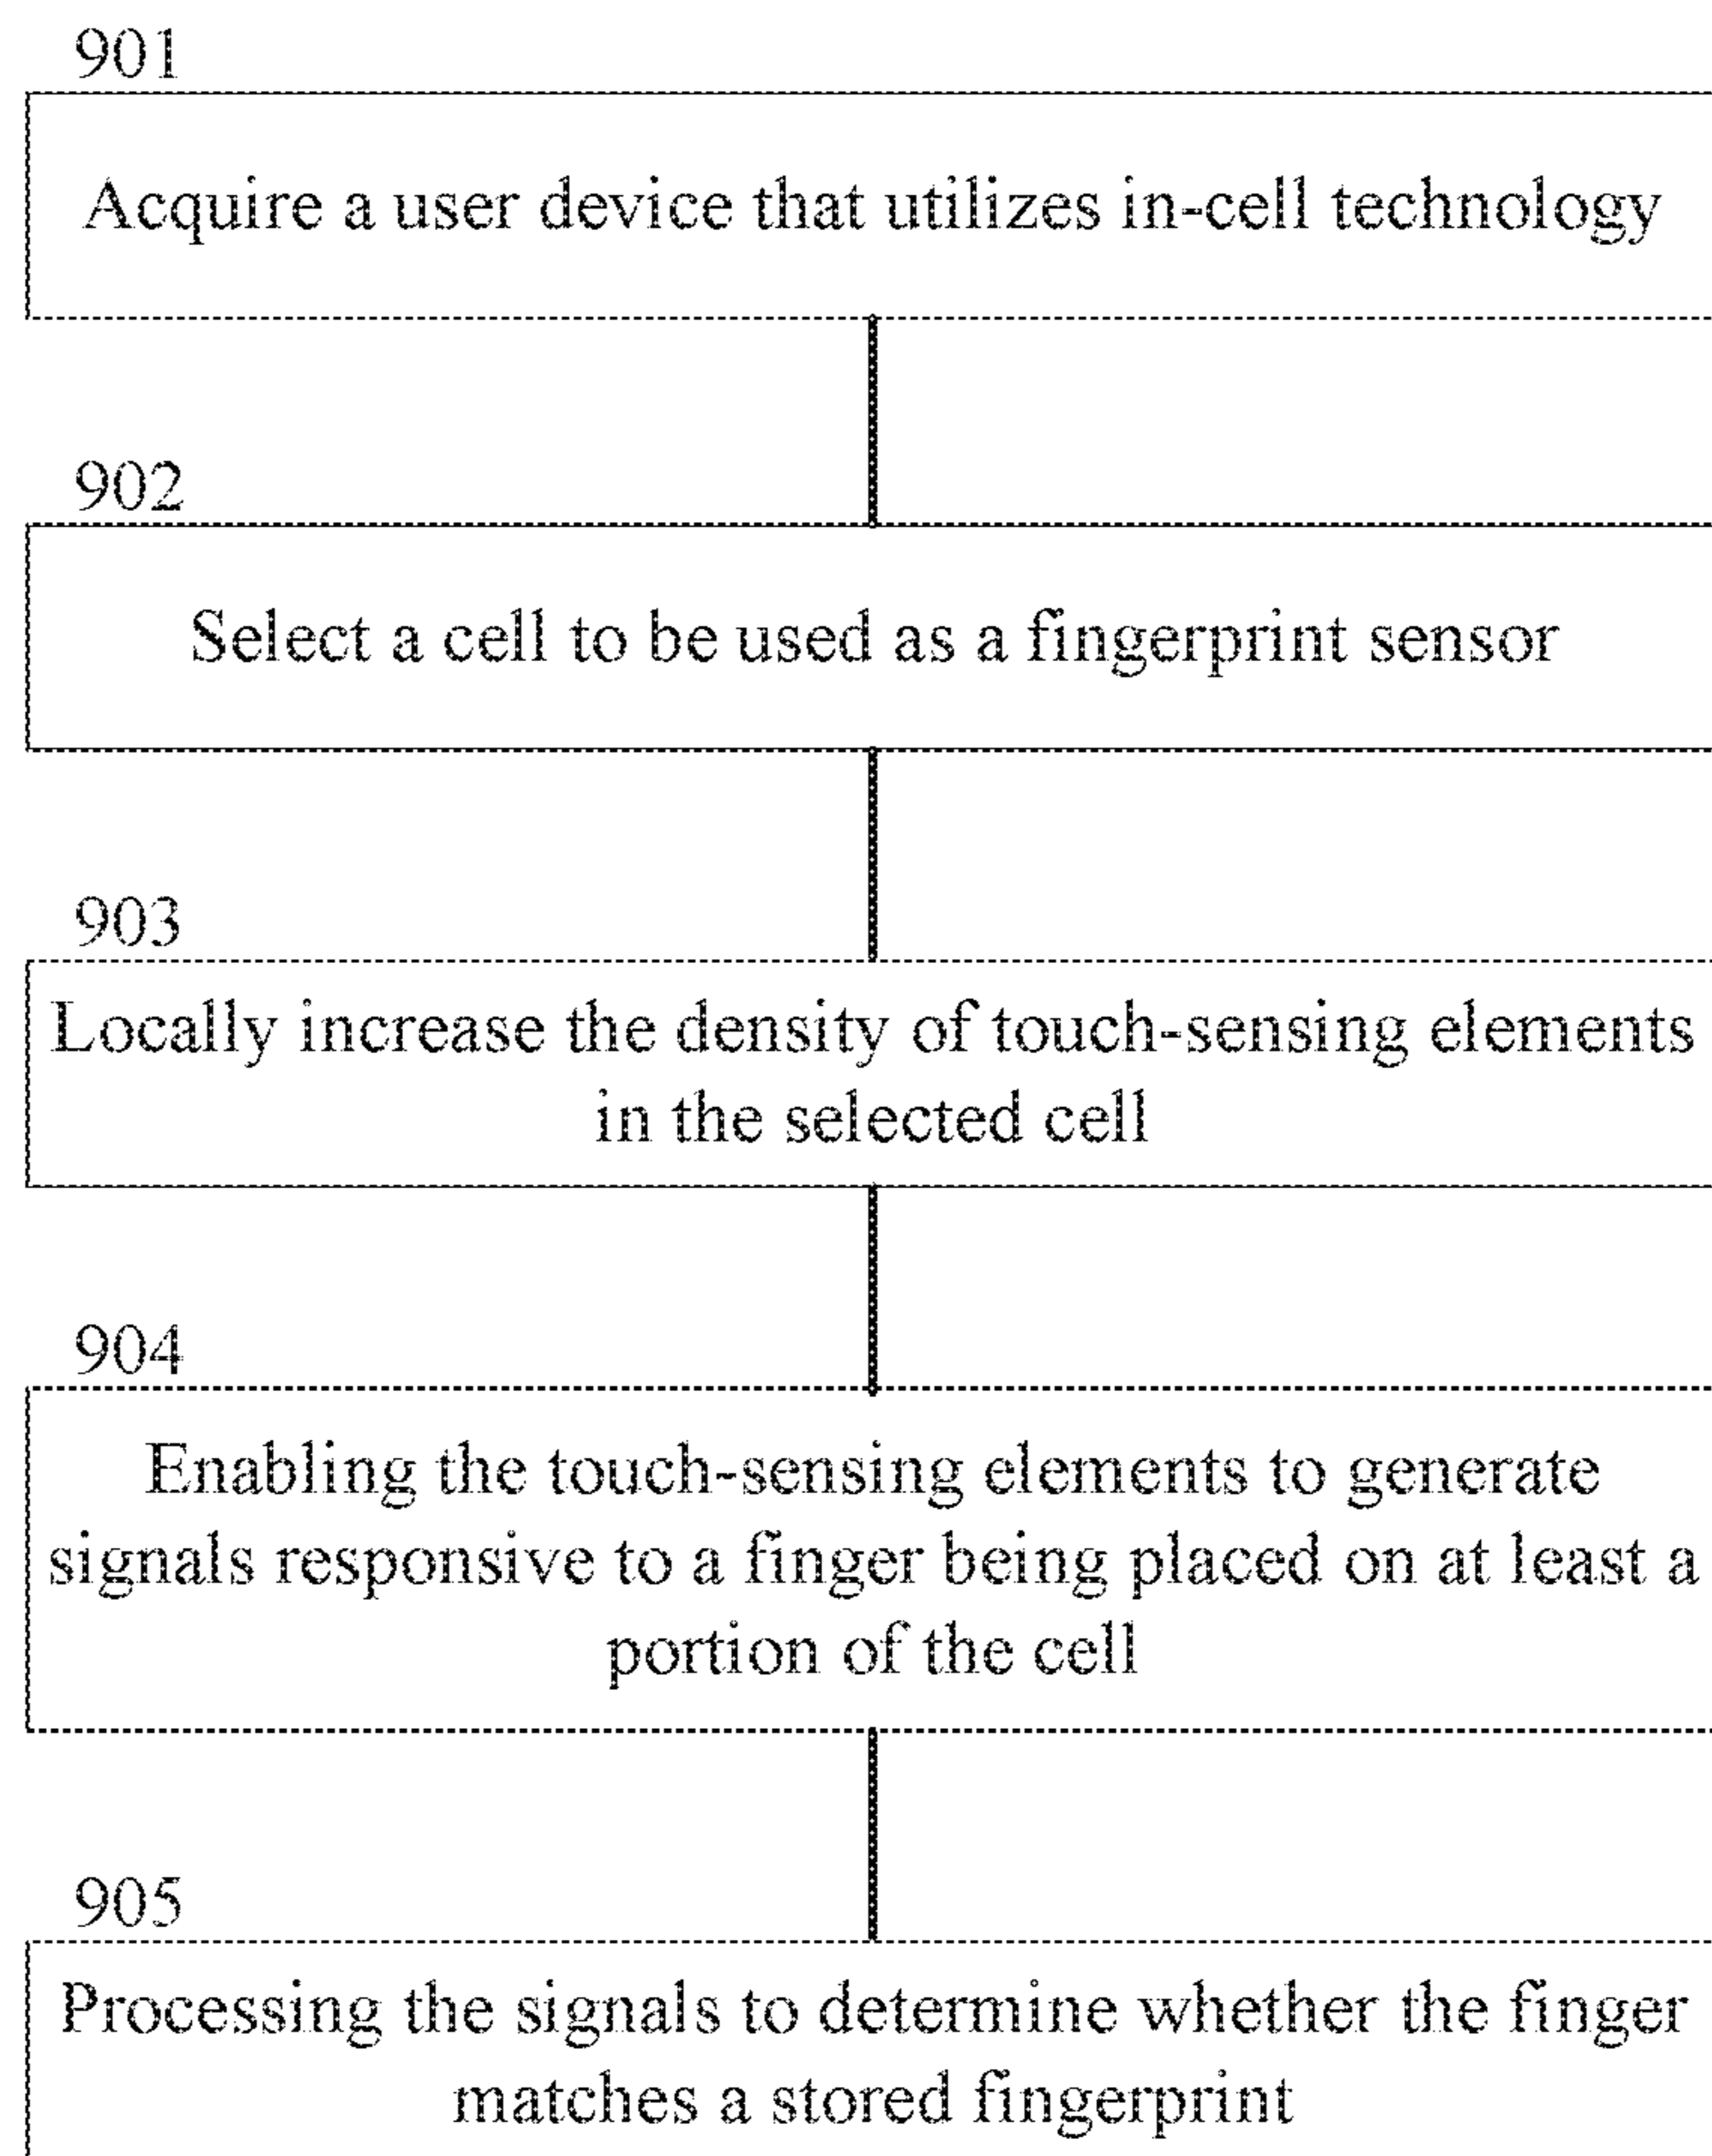 901
Acquire a user device that utilizes in-cell technology
902
Select a cell to be used as a fingerprint sensor
903
Locally increase the density of touch-sensing elements
in the selected cell
904
Enabling the touch-sensing elements to generate
signals responsive to a finger being placed on at least a
portion of the cell
905
Processing the signals to determine whether the finger
matches a stored fingerprint